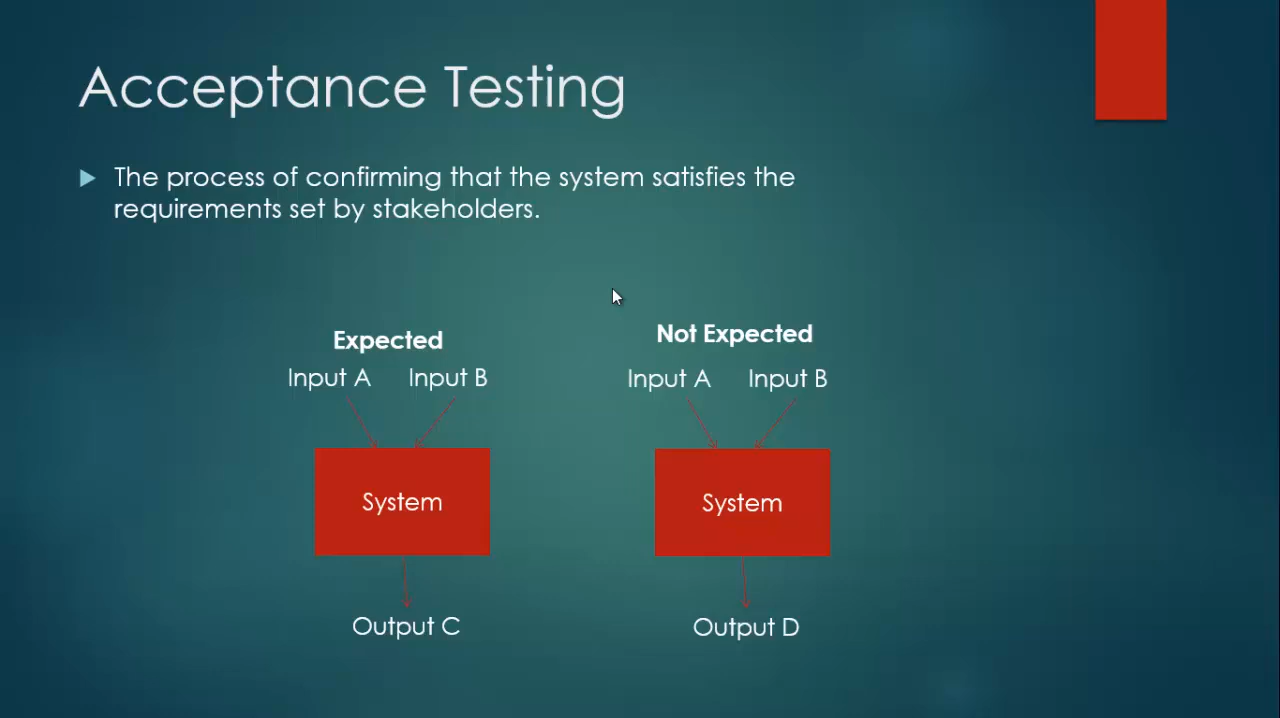 Acceptance Testing
The process of confirming that the system satisfies the
requirements set by stakeholders.
Expected
Input A Input B
System
Output C
Not Expected
Input A Input B
System
Output D